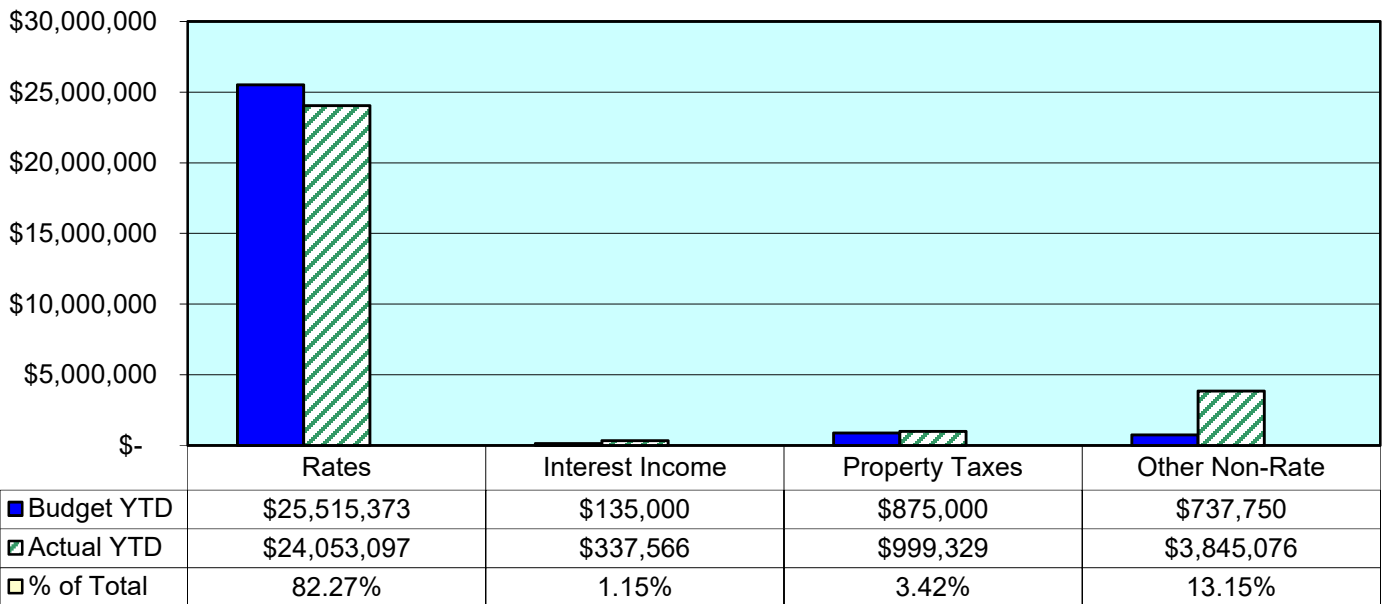 $30,000,000
$25,000,000
$20,000,000
$15,000,000
$10,000,000
$5,000,000
$-
Rates Interest Income Property Taxes Other Non-Rate
Budget YTD $25,515,373 $135,000 $875,000 $737,750
Actual YTD $24,053,097 $337,566 $999,329 $3,845,076
% of Total 82.27% 1.15% 3.42% 13.15%